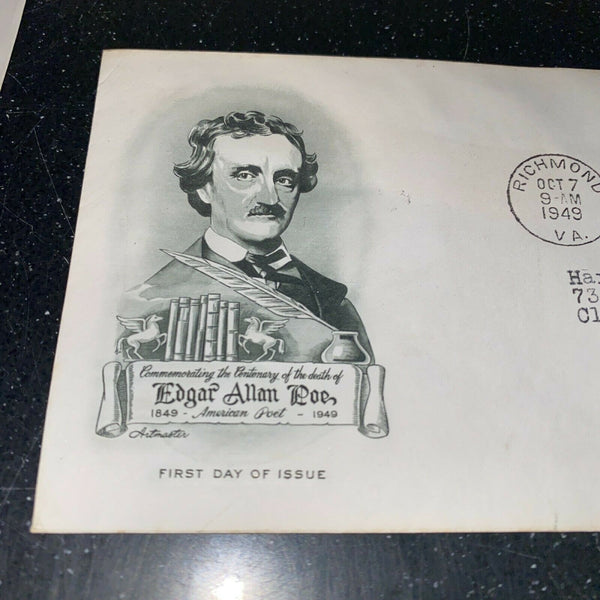 Commemorating the Centenary of the death of
Edgar Allan Poe
1849 - American Poet - 1949
Artmaster
FIRST DAY OF ISSUE
RICHMOND
OCT 7
9-AM
1949
VA.
73